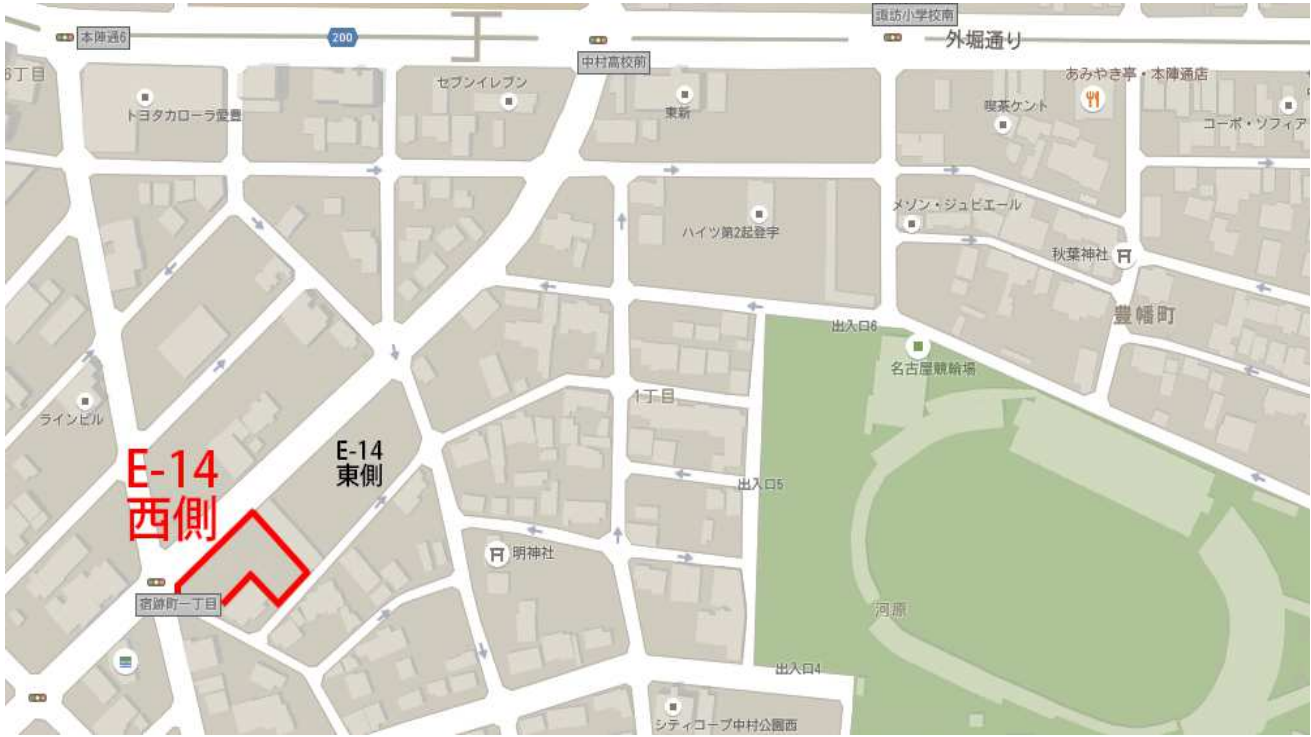 諏訪小学校南
本陣通6
200
外堀通り
中村高校前
6丁目
セブンイレブン
あみやき亭・本陣通店
トヨタカローラ愛豊
東新
喫茶ケント
コーポ・ソフィア
メゾン・ジュビエール
ハイツ第2起登宇
秋葉神社
豊幡町
出入口6
名古屋競輪場
1丁目
ラインビル
E-14
東側
E-14
西側
出入口5
明神社
宿跡町一丁目
河原
出入口4
シティコープ中村公園西